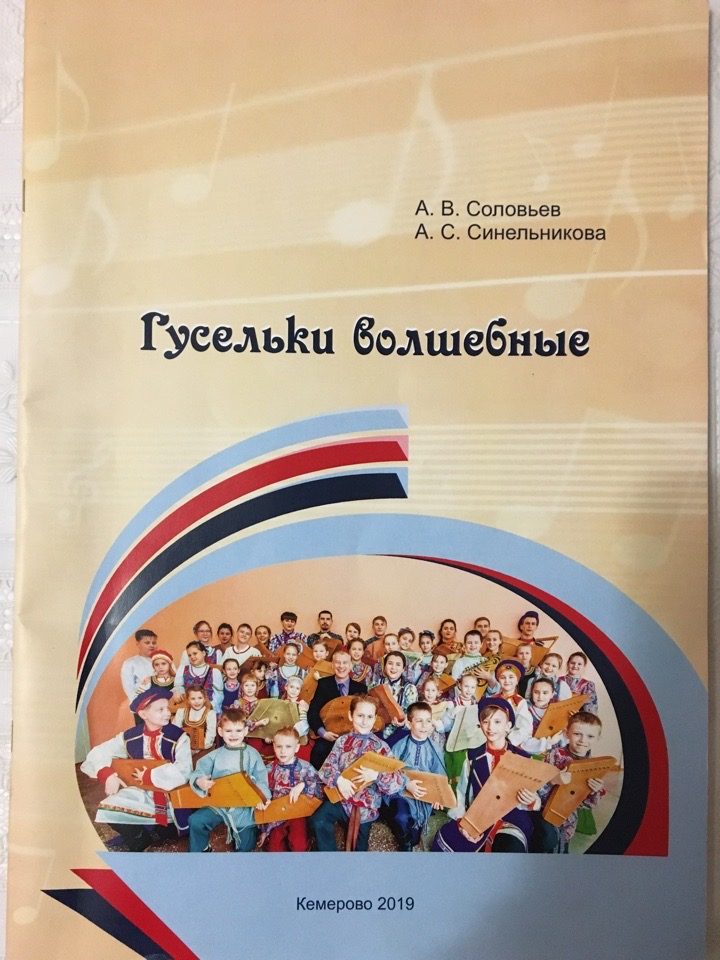 А. В. Соловьев
А. С. Синельникова
Гусельки волшебные
Кемерово 2019